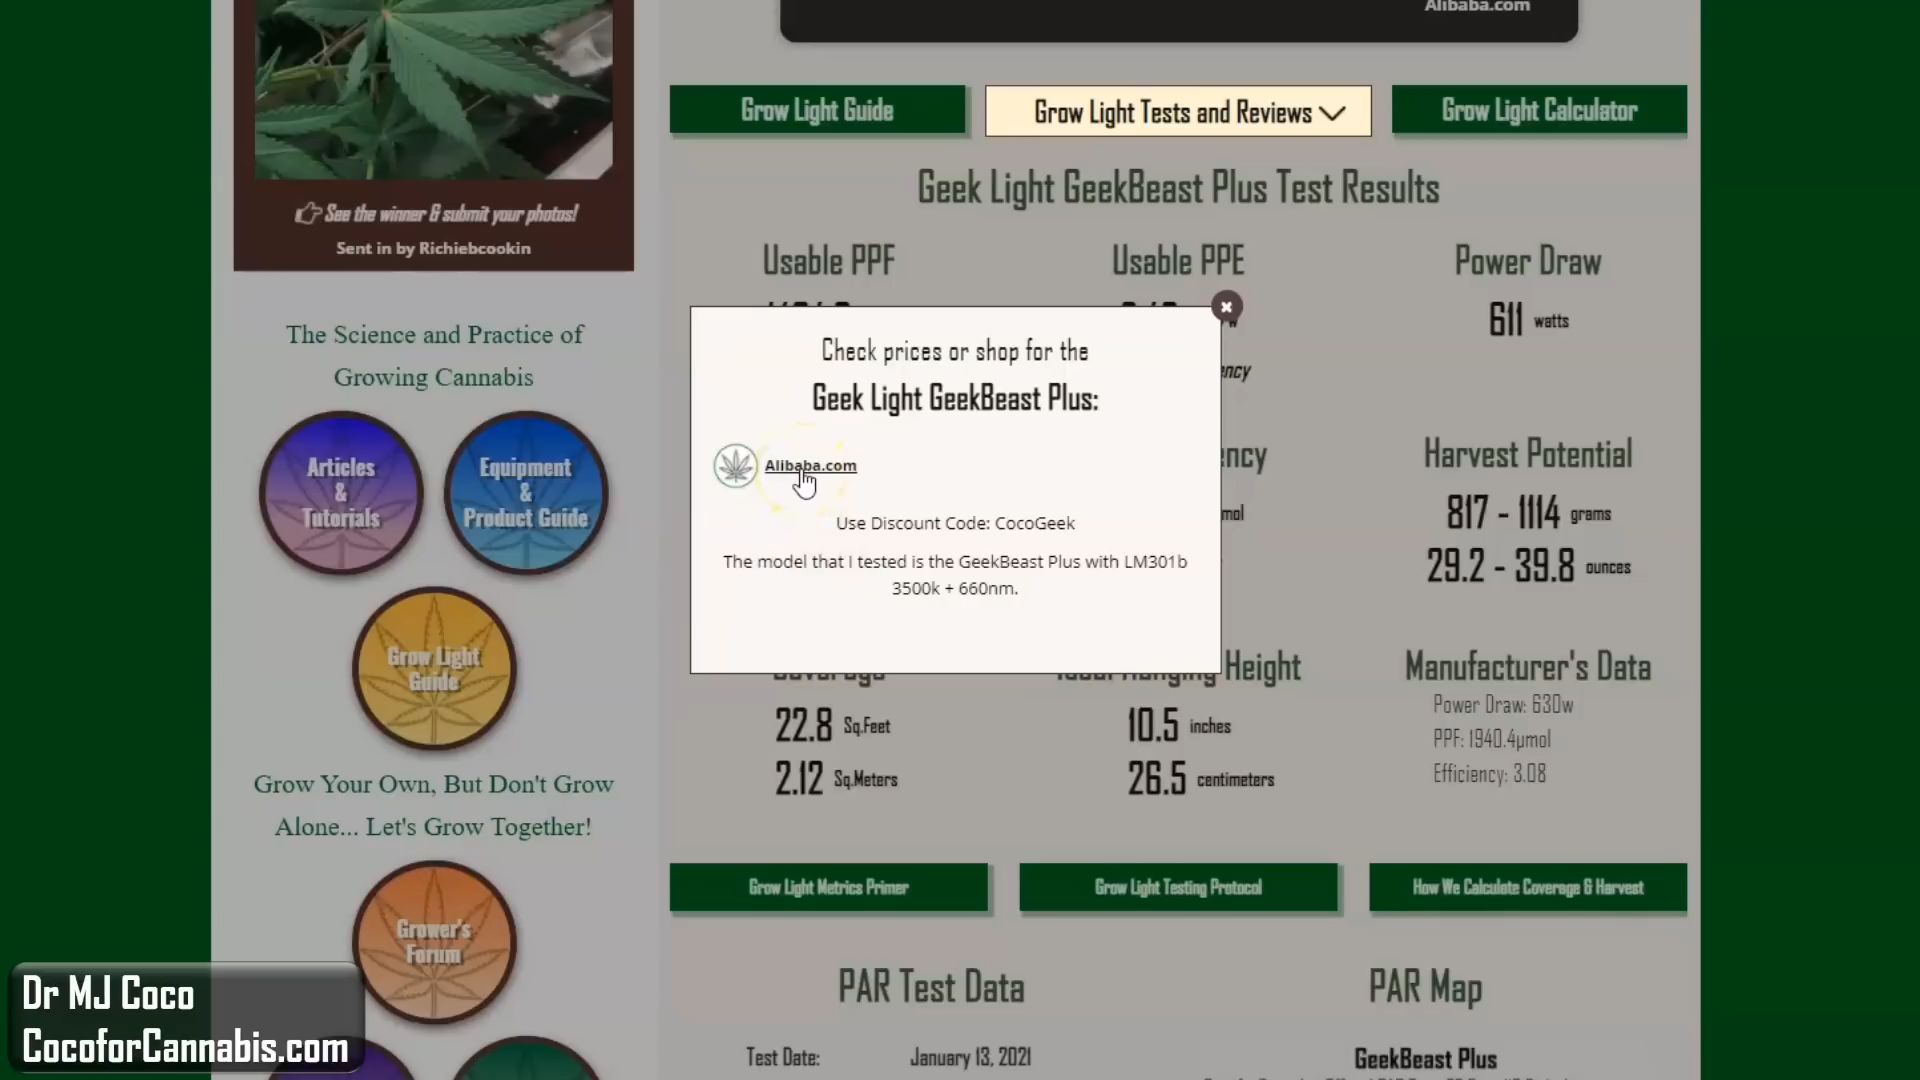 Alibaba.com
Grow Light Guide
Grow Light Tests and Reviews
Grow Light Calculator
Geek Light GeekBeast Plus Test Results
See the winner & submit your photos!
Sent in by Richiebcookin
Usable PPF
Usable PPE
Power Draw
611 watts
The Science and Practice of
Growing Cannabis
Articles
&
Tutorials
Equipment
&
Product Guide
Grow Light
Guide
Grow Your Own, But Don't Grow
Alone... Let's Grow Together!
Grower's
Forum
Check prices or shop for the
Geek Light GeekBeast Plus:
Alibaba.com
Use Discount Code: CocoGeek
The model that I tested is the GeekBeast Plus with LM301b
3500k + 660nm.
Harvest Potential
817 - 1114 grams
29.2 - 39.8 ounces
Height
22.8 Sq.Feet
2.12 Sq.Meters
10.5 inches
26.5 centimeters
Manufacturer's Data
Power Draw: 630w
PPF: 1940.4µmol
Efficiency: 3.08
Grow Light Metrics Primer
Grow Light Testing Protocol
How We Calculate Coverage & Harvest
PAR Test Data
PAR Map
Test Date: January 13, 2021
GeekBeast Plus
Dr MJ Coco
CocoforCannabis.com